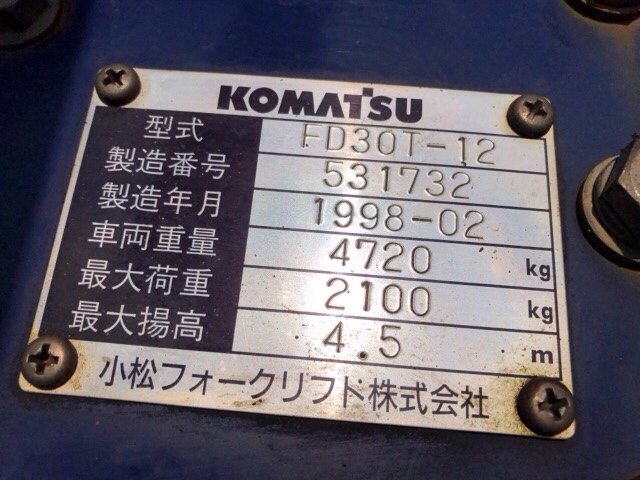 KOMATSU
型式 FD30T-12
製造番号 531732
製造年月 1998-02
車両重量 4720 kg
最大荷重 2100 kg
最大揚高 4.5 m
小松フォークリフト株式会社